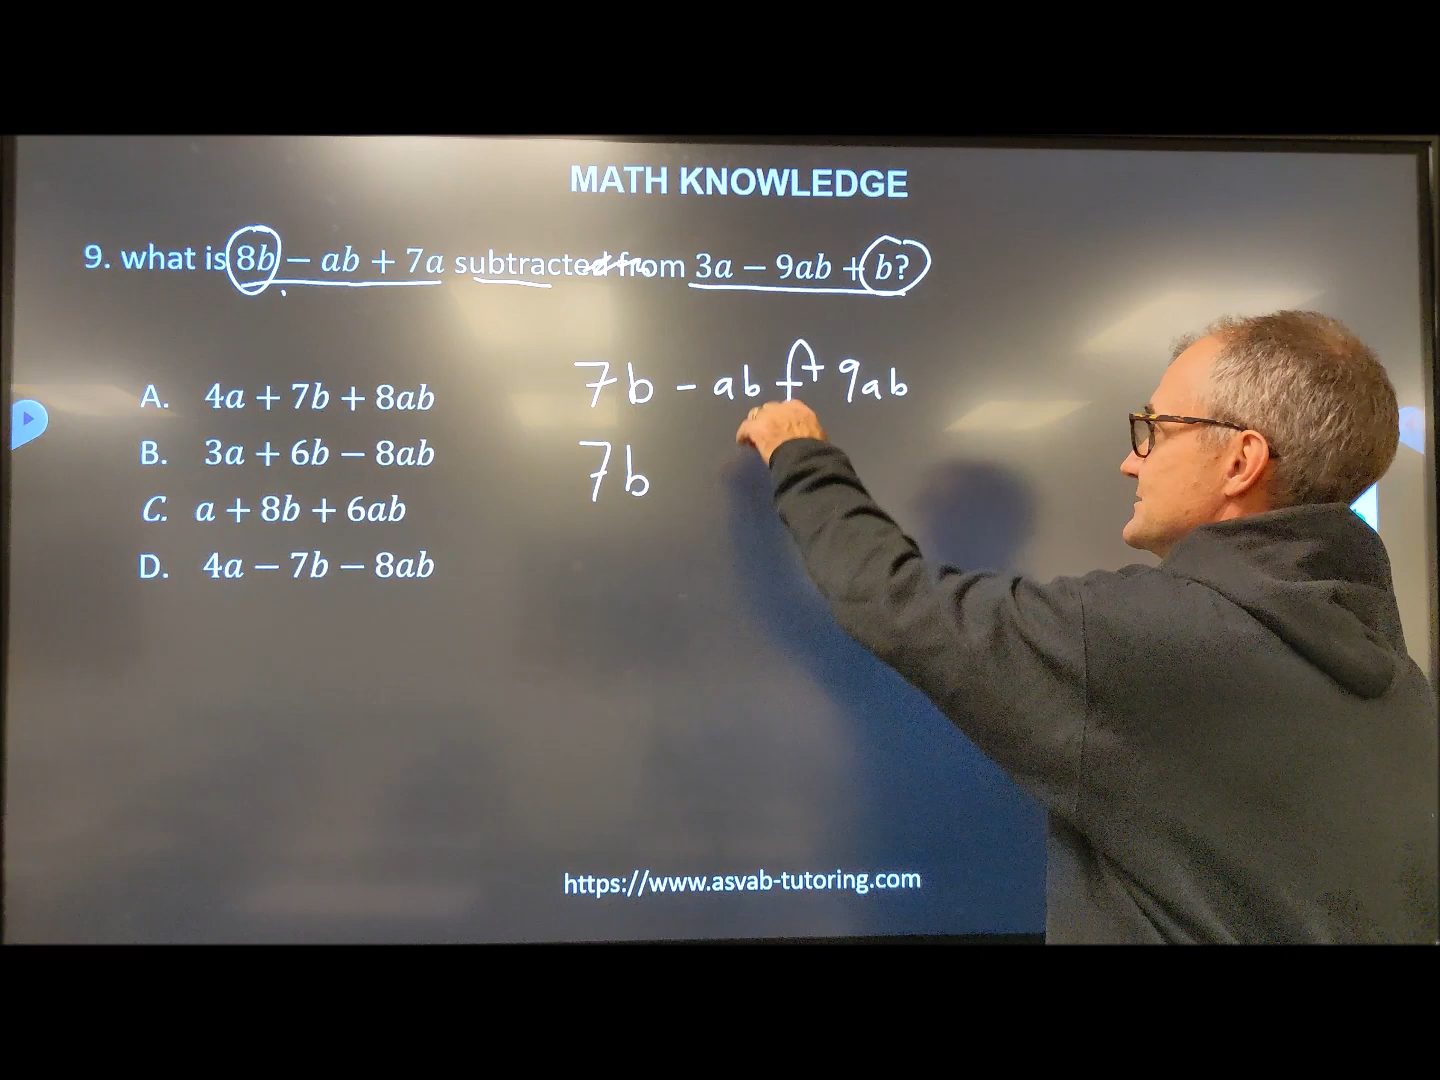 MATH KNOWLEDGE
9. what is 8b − ab + 7a subtracted from 3a − 9ab + b?
7b - ab + 9ab
A. 4a + 7b + 8ab
B. 3a + 6b − 8ab
7b
C. a + 8b + 6ab
D. 4a − 7b − 8ab
https://www.asvab-tutoring.com